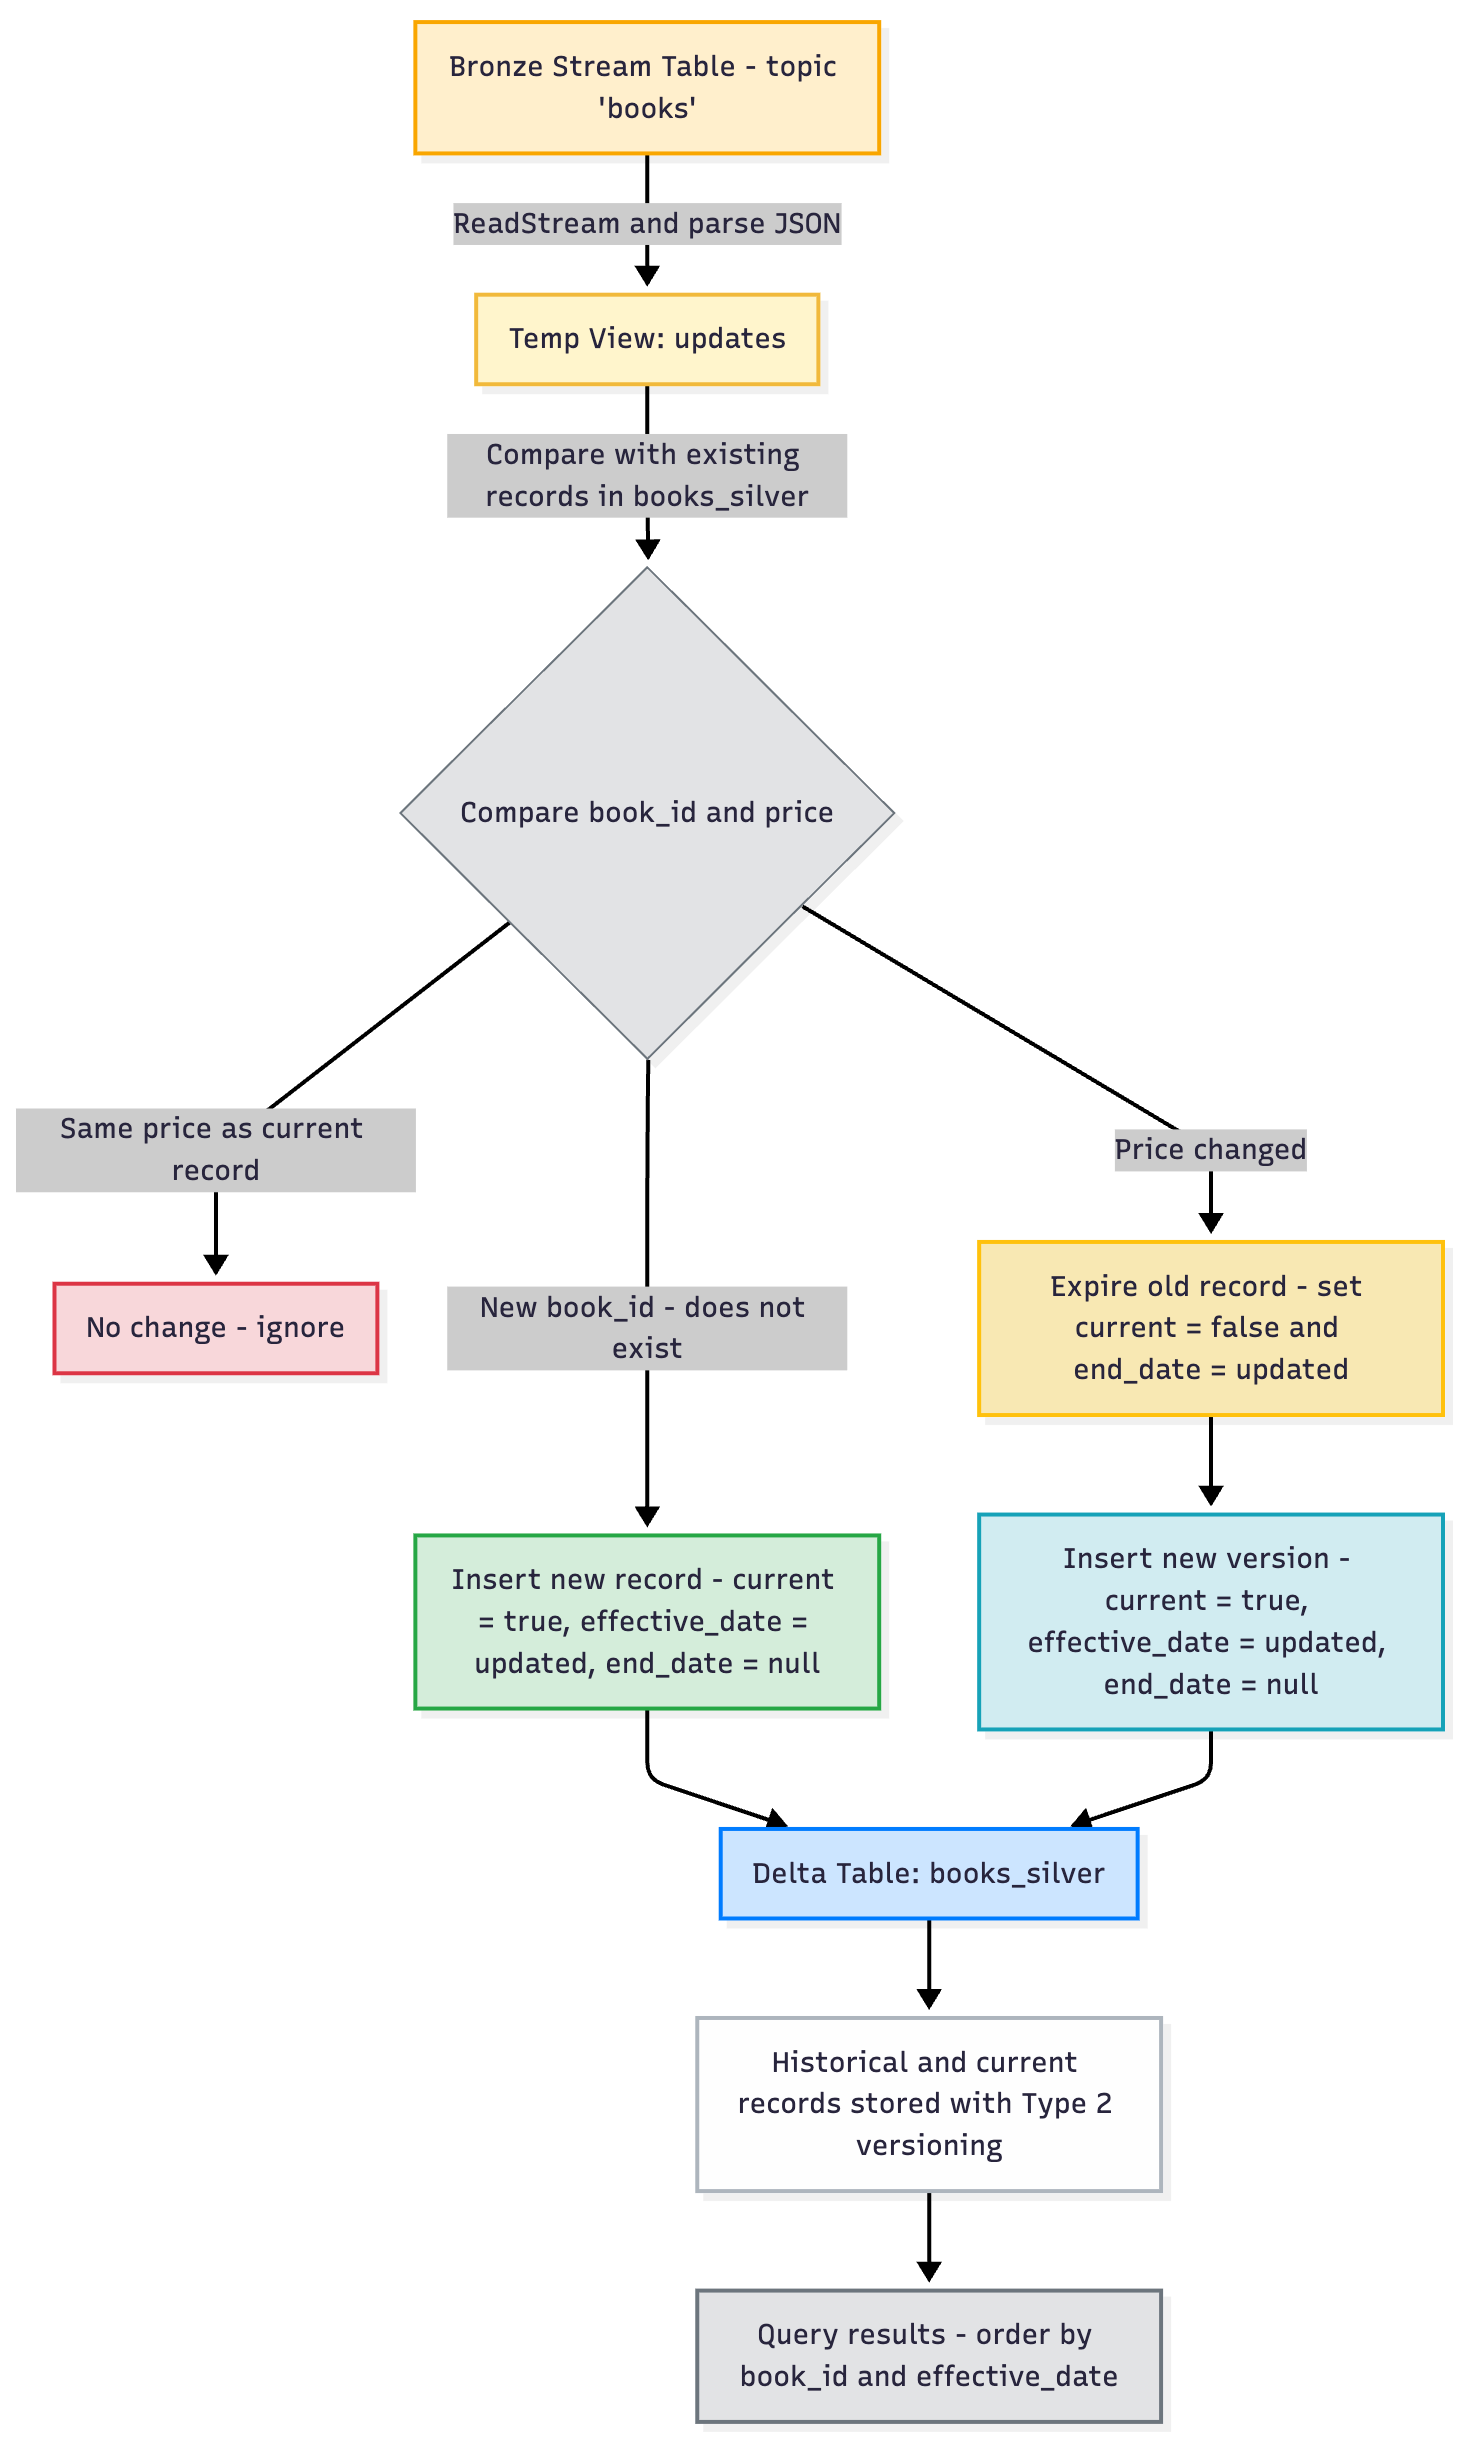 Bronze Stream Table - topic
'books'
ReadStream and parse JSON
Temp View: updates
Compare with existing
records in books_silver
Compare book_id and price
Same price as current
record
No change - ignore
New book_id - does not
exist
Price changed
Expire old record - set
current = false and
end_date = updated
Insert new record - current
= true, effective_date =
updated, end_date = null
Insert new version -
current = true,
effective_date = updated,
end_date = null
Delta Table: books_silver
Historical and current
records stored with Type 2
versioning
Query results - order by
book_id and effective_date